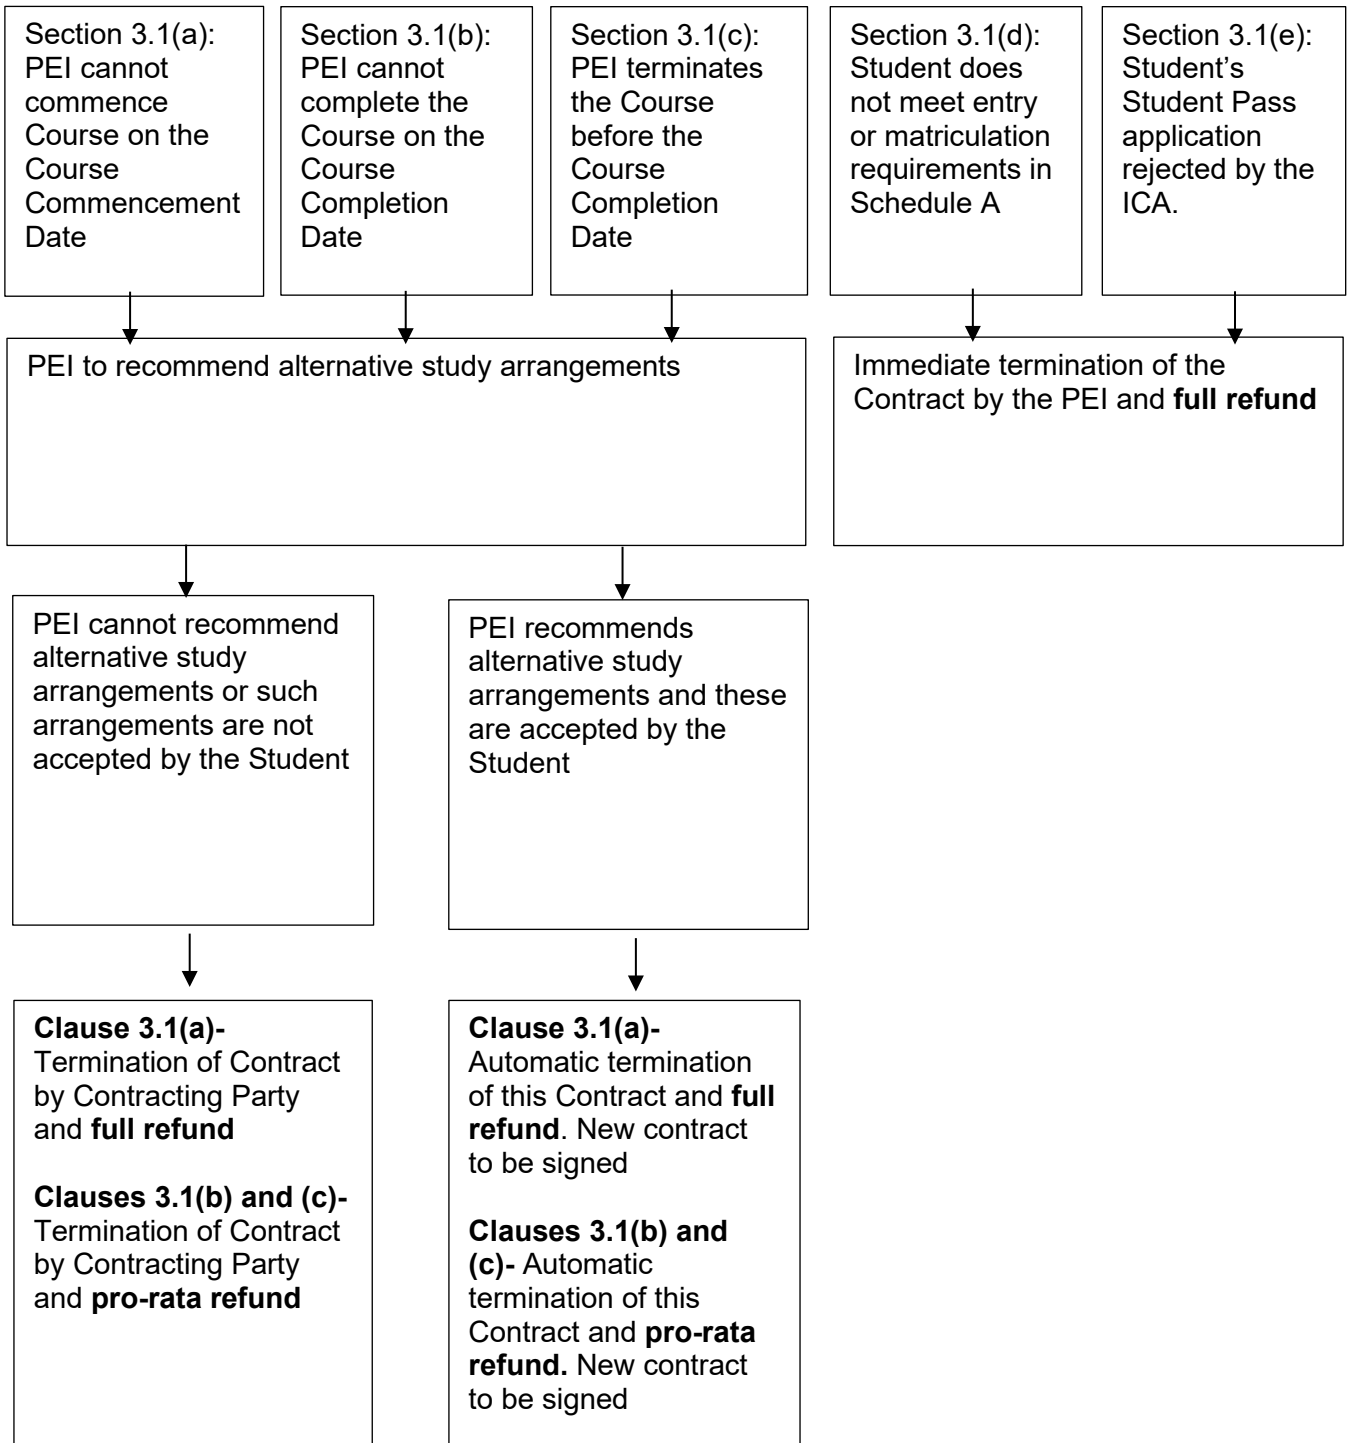 Section 3.1(a):
PEI cannot
commence
Course on the
Course
Commencement
Date
Section 3.1(b):
PEI cannot
complete the
Course on the
Course
Completion
Date
Section 3.1(c):
PEI terminates
the Course
before the
Course
Completion
Date
Section 3.1(d):
Student does
not meet entry
or matriculation
requirements in
Schedule A
Section 3.1(e):
Student’s
Student Pass
application
rejected by the
ICA.
PEI to recommend alternative study arrangements
Immediate termination of the
Contract by the PEI and full refund
PEI cannot recommend
alternative study
arrangements or such
arrangements are not
accepted by the Student
PEI recommends
alternative study
arrangements and these
are accepted by the
Student
Clause 3.1(a)-
Termination of Contract
by Contracting Party
and full refund
Clauses 3.1(b) and (c)-
Termination of Contract
by Contracting Party
and pro-rata refund
Clause 3.1(a)-
Automatic termination
of this Contract and full
refund. New contract
to be signed
Clauses 3.1(b) and
(c)- Automatic
termination of this
Contract and pro-rata
refund. New contract
to be signed